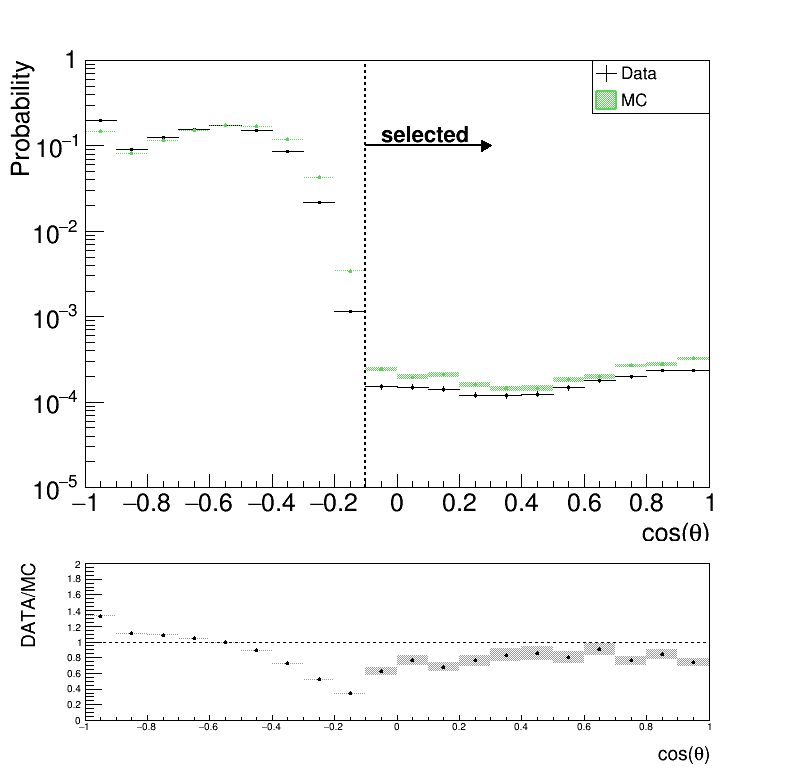 Probability
1
10⁻¹
10⁻²
10⁻³
10⁻⁴
10⁻⁵
Data
MC
selected
−1 −0.8 −0.6 −0.4 −0.2 0 0.2 0.4 0.6 0.8 1
cos(θ)
DATA/MC
2
1.8
1.6
1.4
1.2
1
0.8
0.6
0.4
0.2
0
−1 −0.8 −0.6 −0.4 −0.2 0 0.2 0.4 0.6 0.8 1
cos(θ)